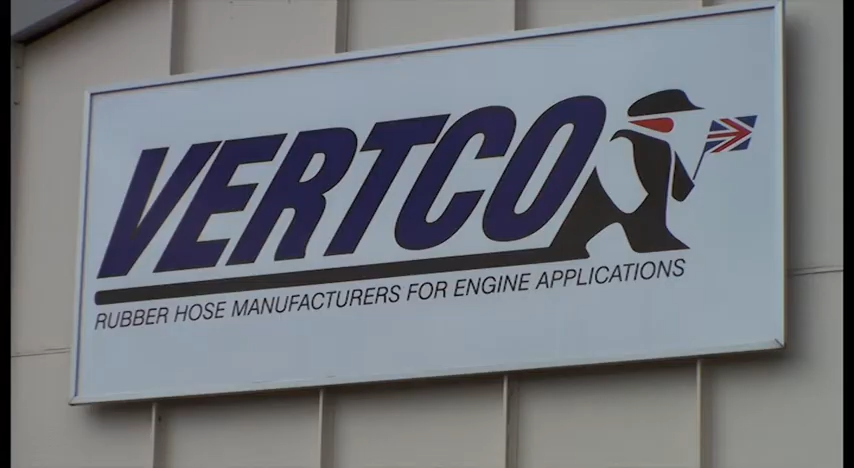 VERTCO
RUBBER HOSE MANUFACTURERS FOR ENGINE APPLICATIONS